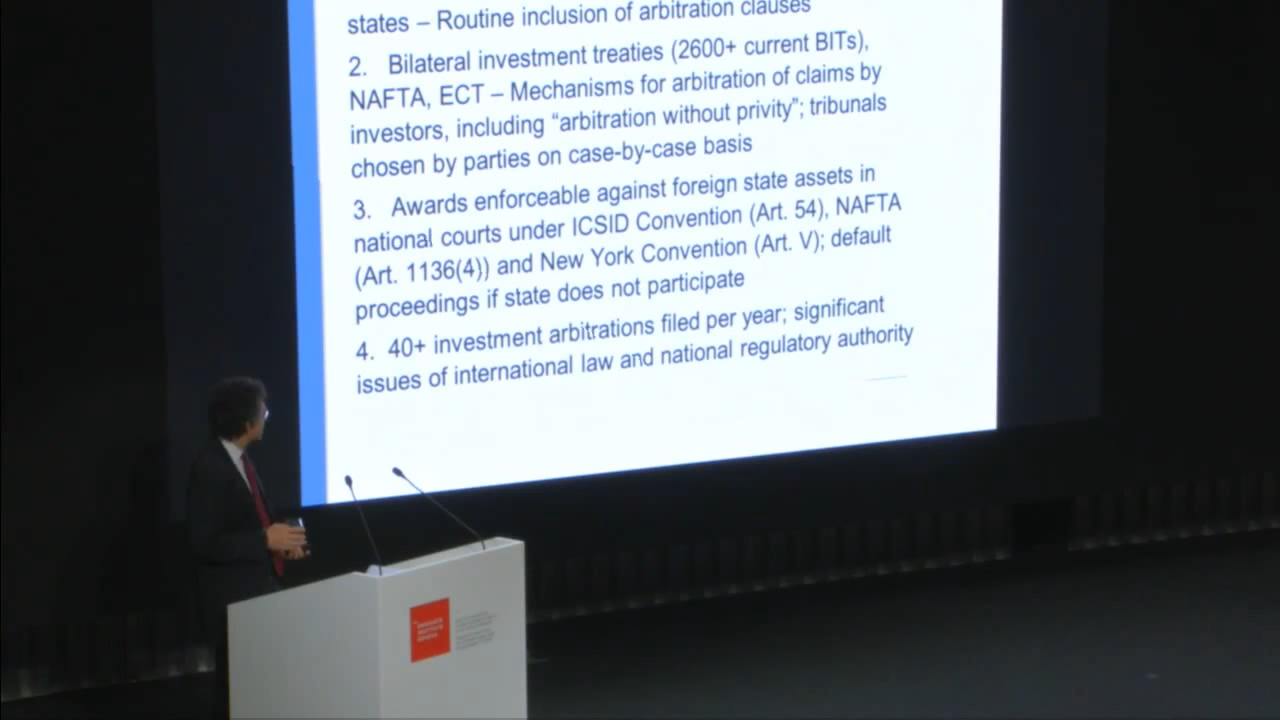 states – Routine inclusion of arbitration clauses
2. Bilateral investment treaties (2600+ current BITs),
NAFTA, ECT – Mechanisms for arbitration of claims by
investors, including “arbitration without privity”; tribunals
chosen by parties on case-by-case basis
3. Awards enforceable against foreign state assets in
national courts under ICSID Convention (Art. 54), NAFTA
(Art. 1136(4)) and New York Convention (Art. V); default
proceedings if state does not participate
4. 40+ investment arbitrations filed per year; significant
issues of international law and national regulatory authority
GRADUATE
INSTITUTE
GENEVA